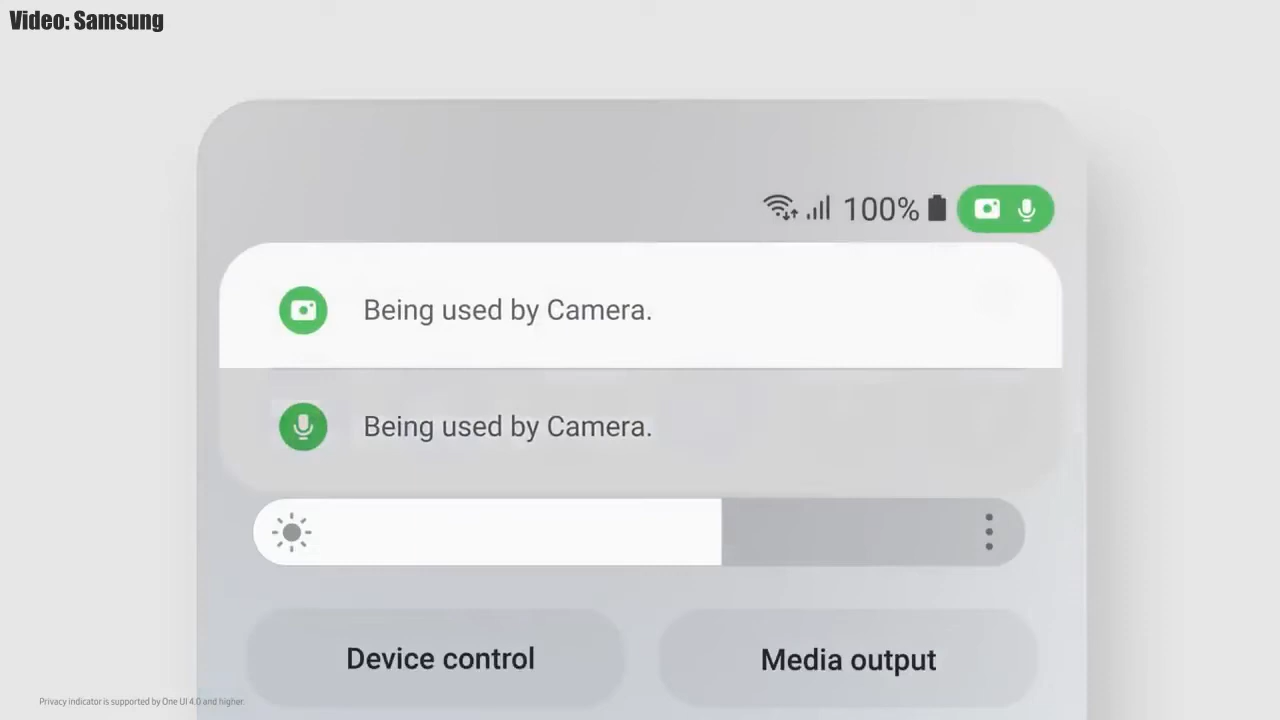 Video: Samsung
100%
Being used by Camera.
Being used by Camera.
Device control
Media output
Privacy indicator is supported by One UI 4.0 and higher.